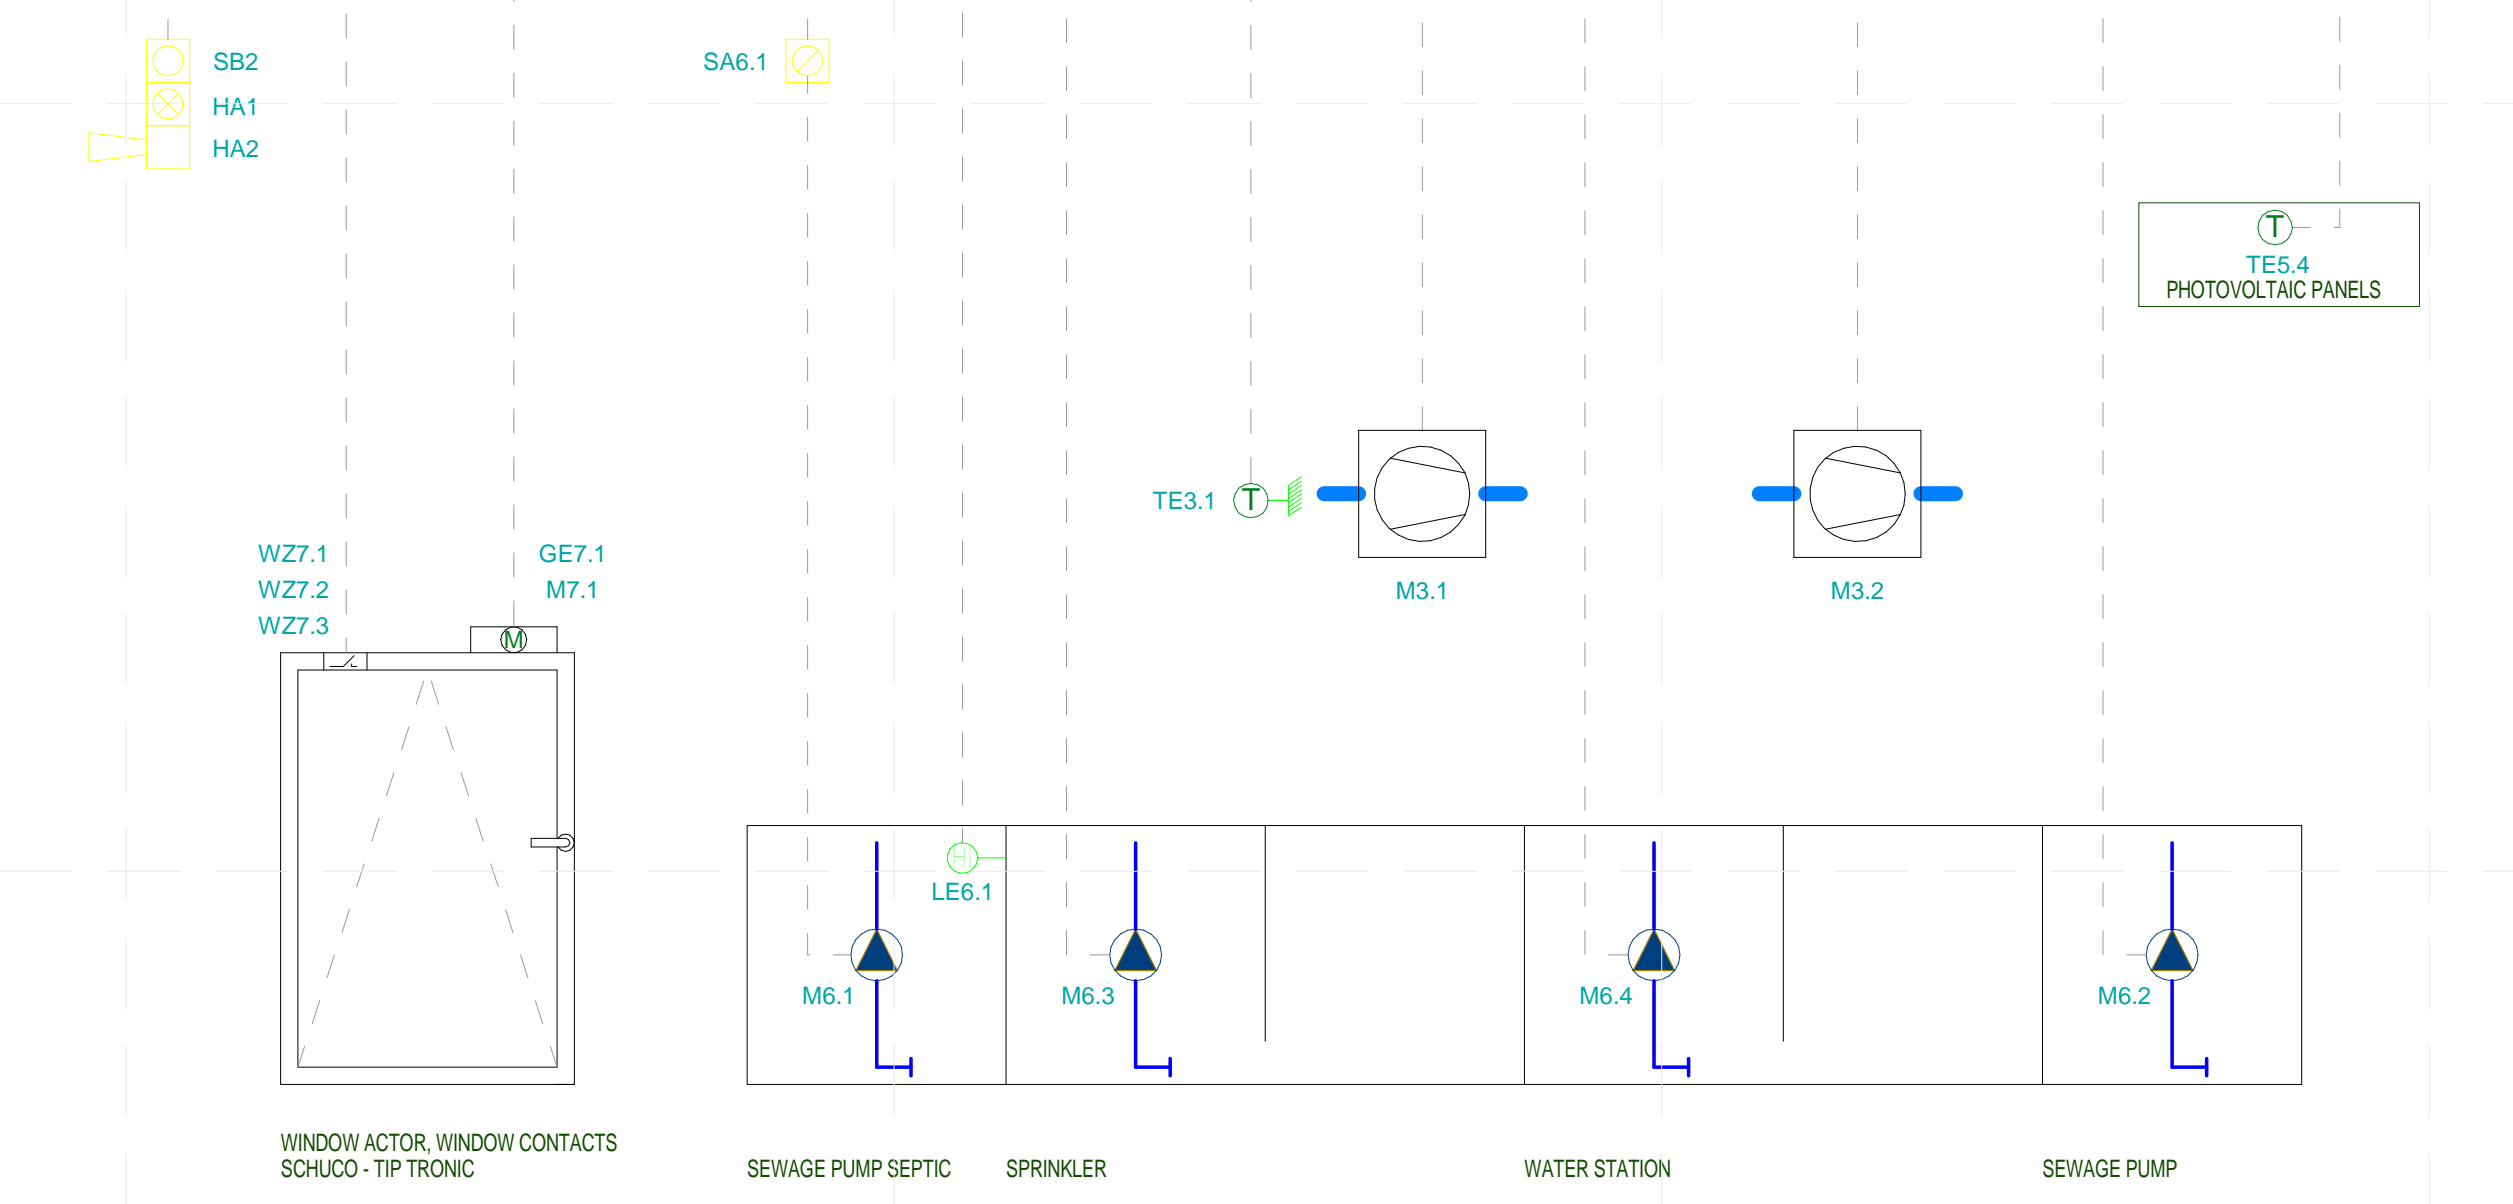 SB2
SA6.1
HA1
HA2
T
TE5.4
PHOTOVOLTAIC PANELS
TE3.1
T
WZ7.1
GE7.1
WZ7.2
M7.1
M3.1
M3.2
WZ7.3
M
H
LE6.1
M6.1
M6.3
M6.4
M6.2
WINDOW ACTOR, WINDOW CONTACTS
SCHUCO - TIP TRONIC
SEWAGE PUMP SEPTIC
SPRINKLER
WATER STATION
SEWAGE PUMP